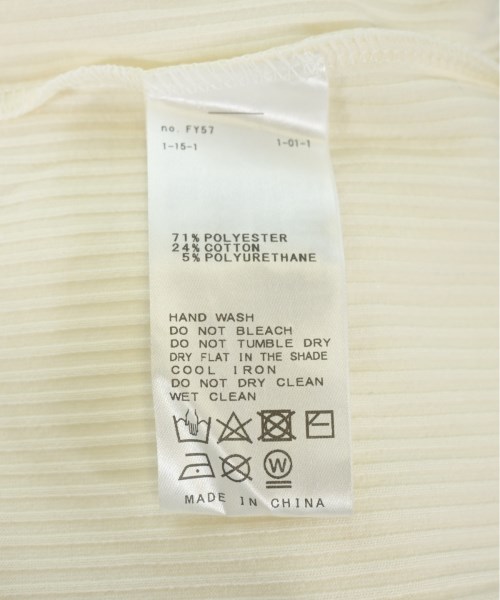 no. FY57
1-15-1 1-01-1
71% POLYESTER
24% COTTON
5% POLYURETHANE
HAND WASH
DO NOT BLEACH
DO NOT TUMBLE DRY
DRY FLAT IN THE SHADE
COOL IRON
DO NOT DRY CLEAN
WET CLEAN
W
MADE IN CHINA